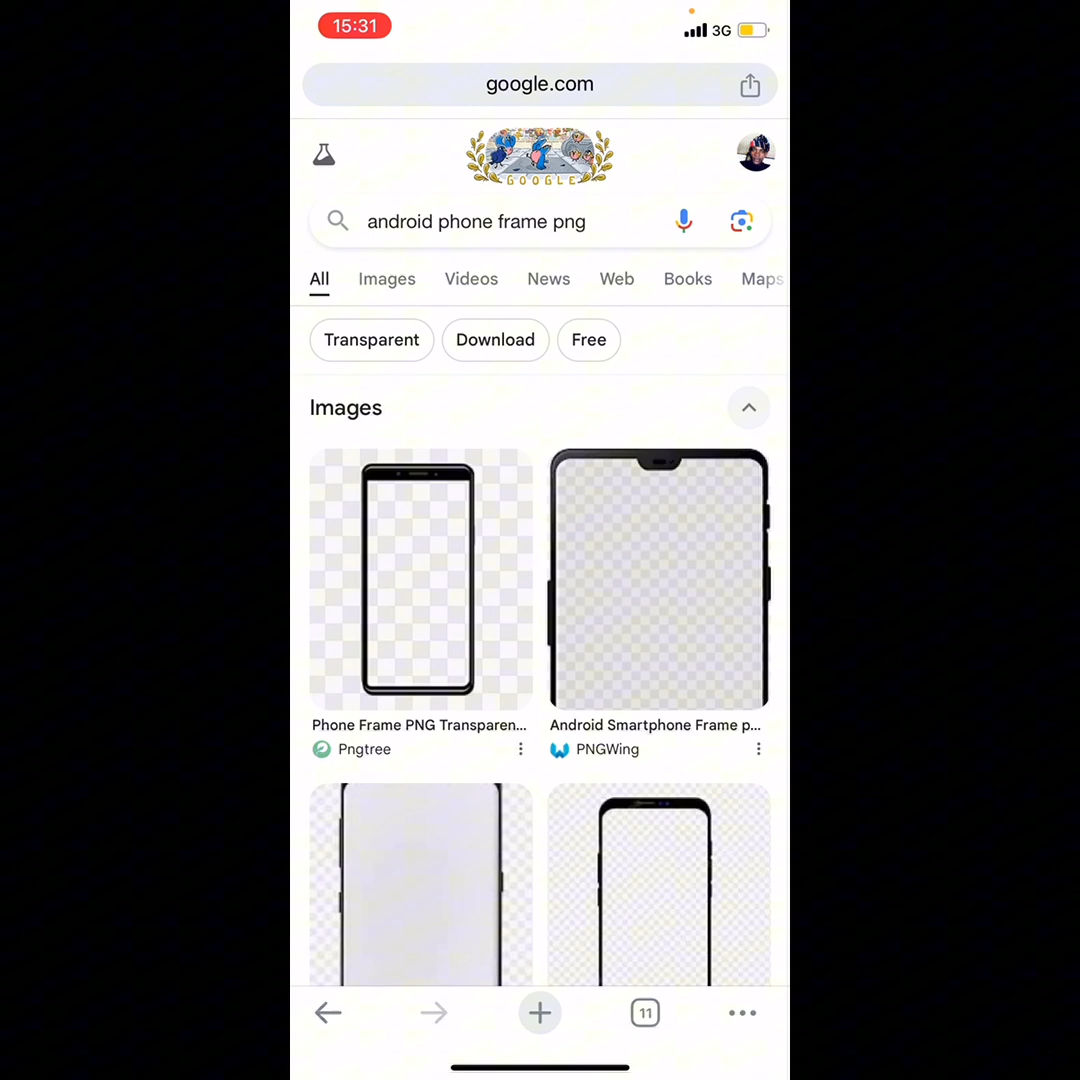 15:31
3G
google.com
GOOGLE
android phone frame png
All Images Videos News Web Books Maps
Transparent Download Free
Images
Phone Frame PNG Transparen...
Pngtree
Android Smartphone Frame p...
PNGWing
11